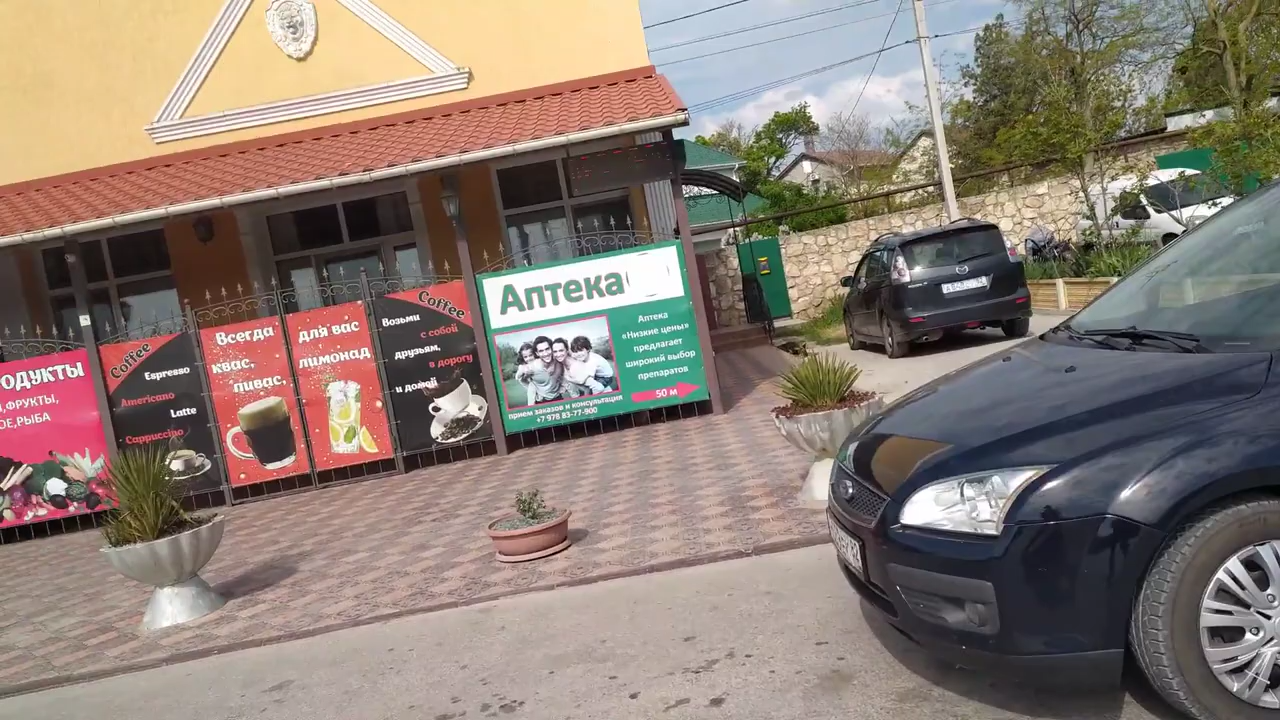 РОДУКТЫ
,ФРУКТЫ,
ОЕ,РЫБА
Coffee
Espresso
Americano
Latte
Cappuccino
Всегда
квас,
пивас,
для вас
лимонад
Coffee
Возьми
с собой
друзьям,
в дорогу
и домой
Аптека
Аптека
«Низкие цены»
предлагает
широкий выбор
препаратов
50 м
прием заказов и консультация
+7 978 83-77-900